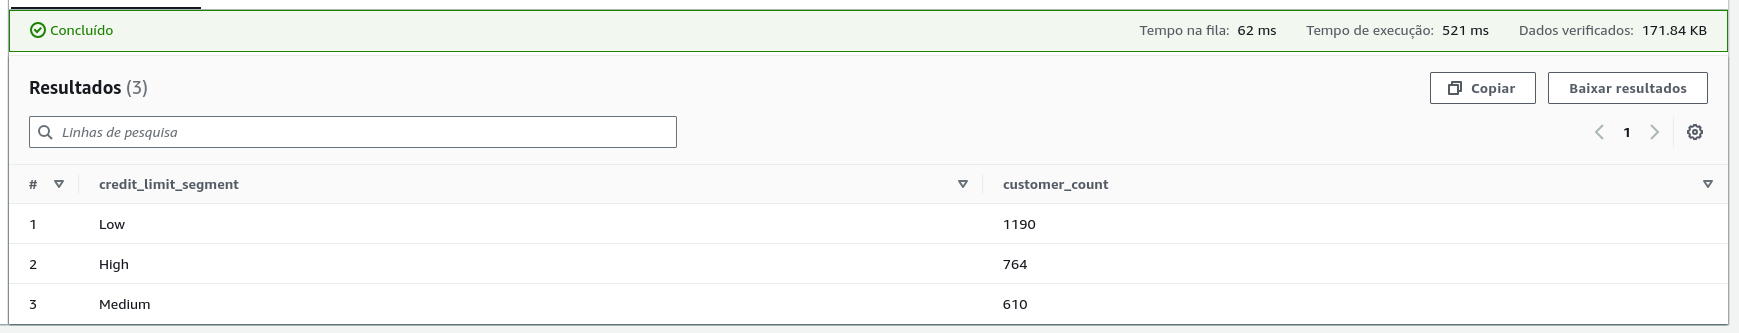 Concluído Tempo na fila: 62 ms Tempo de execução: 521 ms Dados verificados: 171.84 KB
Resultados (3) Copiar Baixar resultados
Linhas de pesquisa 1
# credit_limit_segment customer_count
1 Low 1190
2 High 764
3 Medium 610